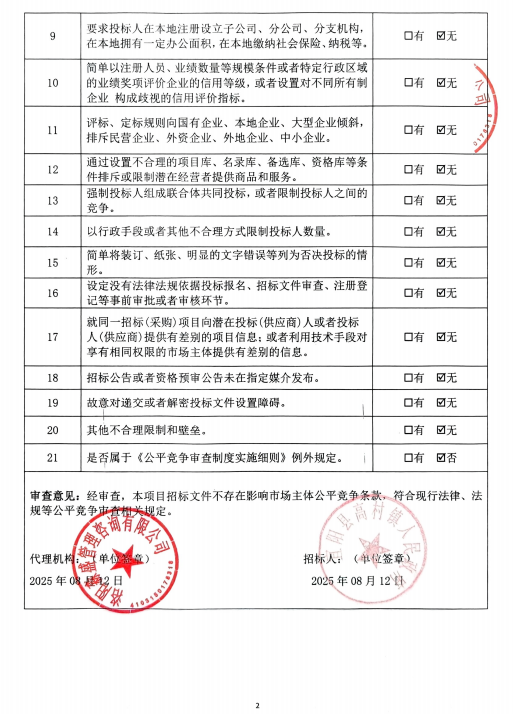 9 要求投标人在本地注册设立子公司、分公司、分支机构，
在本地拥有一定办公面积，在本地缴纳社会保险、纳税等。 □有 ☑无
10 简单以注册人员、业绩数量等规模条件或者特定行政区域
的业绩奖项评价企业的信用等级，或者设置对不同所有制
企业 构成歧视的信用评价指标。 □有 ☑无
11 评标、定标规则向国有企业、本地企业、大型企业倾斜，
排斥民营企业、外资企业、外地企业、中小企业。 □有 ☑无
12 通过设置不合理的项目库、名录库、备选库、资格库等条
件排斥或限制潜在经营者提供商品和服务。 □有 ☑无
13 强制投标人组成联合体共同投标，或者限制投标人之间的
竞争。 □有 ☑无
14 以行政手段或者其他不合理方式限制投标人数量。 □有 ☑无
15 简单将装订、纸张、明显的文字错误等列为否决投标的情
形。 □有 ☑无
16 设定没有法律法规依据投标报名、招标文件审查、注册登
记等事前审批或者审核环节。 □有 ☑无
17 就同一招标(采购)项目向潜在投标(供应商)人或者投标
人(供应商)提供有差别的项目信息；或者利用技术手段对
享有相同权限的市场主体提供有差别的信息。 □有 ☑无
18 招标公告或者资格预审公告未在指定媒介发布。 □有 ☑无
19 故意对递交或者解密投标文件设置障碍。 □有 ☑无
20 其他不合理限制和壁垒。 □有 ☑无
21 是否属于《公平竞争审查制度实施细则》例外规定。 □有 ☑否
审查意见：经审查，本项目招标文件不存在影响市场主体公平竞争条款，符合现行法律、法
规等公平竞争审查相关规定。
代理机构：（单位签章） 招标人：（单位签章）
2025 年 08 月 12 日 2025 年 08 月 12 日
管理咨询有限公司
公司
2